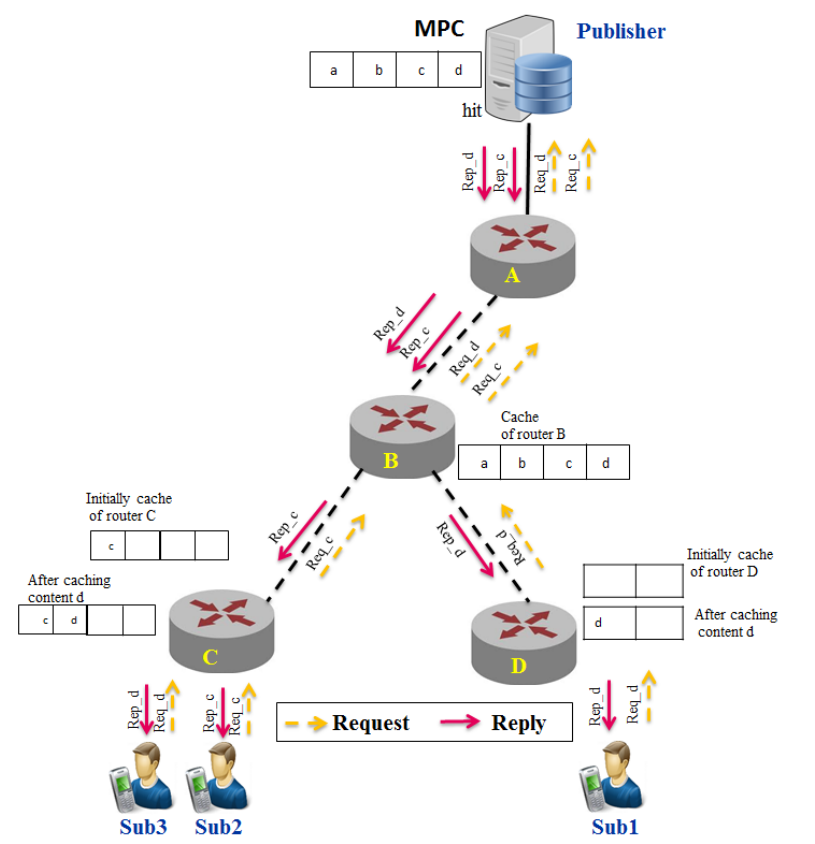 MPC
Publisher
a b c d
hit
Rep_d
Rep_c
Req_d
Req_c
A
Rep_d
Rep_c
Req_d
Req_c
Cache
of router B
B
a b c d
Initially cache
of router C
c
Rep_c
Req_c
Rep_d
Req_d
Initially cache
of router D
After caching
content d
c d
After caching
content d
d
C
D
Rep_d
Req_d
Rep_c
Req_c
Request
Reply
Rep_d
Req_d
Sub3
Sub2
Sub1